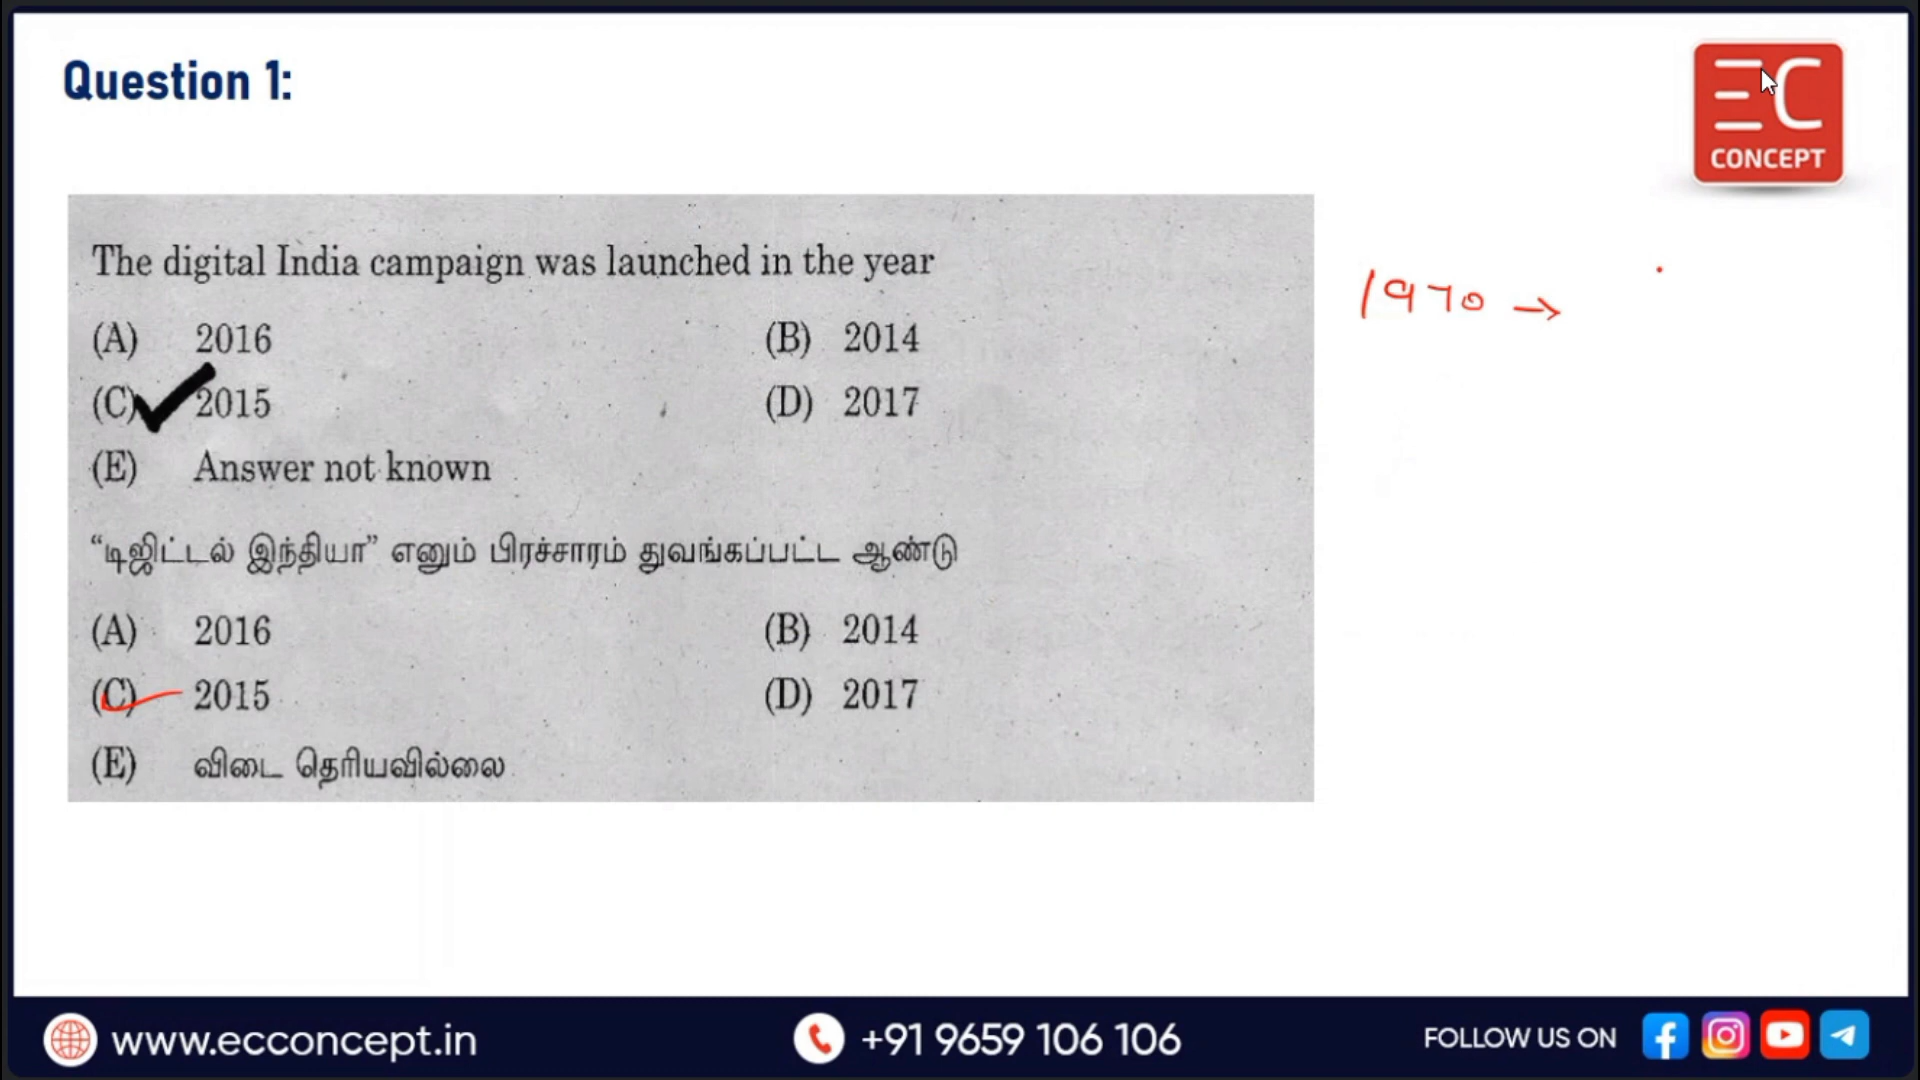 Question 1:
EC
CONCEPT
The digital India campaign was launched in the year
(A) 2016 (B) 2014
(C) 2015 (D) 2017
(E) Answer not known
1970 →
“டிஜிட்டல் இந்தியா” எனும் பிரச்சாரம் துவங்கப்பட்ட ஆண்டு
(A) 2016 (B) 2014
(C) 2015 (D) 2017
(E) விடை தெரியவில்லை
www.ecconcept.in +91 9659 106 106 FOLLOW US ON